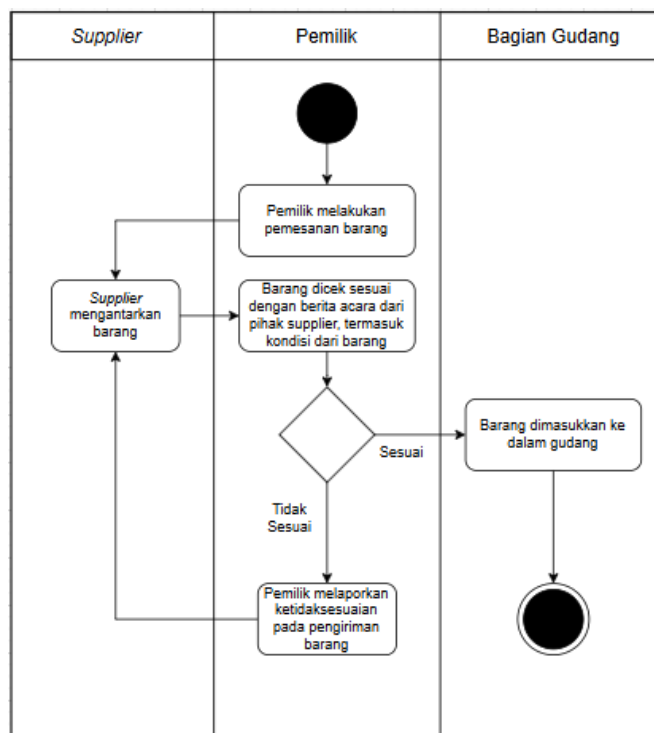 Supplier
Pemilik
Bagian Gudang
Pemilik melakukan
pemesanan barang
Supplier
mengantarkan
barang
Barang dicek sesuai
dengan berita acara dari
pihak supplier, termasuk
kondisi dari barang
Sesuai
Barang dimasukkan ke
dalam gudang
Tidak
Sesuai
Pemilik melaporkan
ketidaksesuaian
pada pengiriman
barang